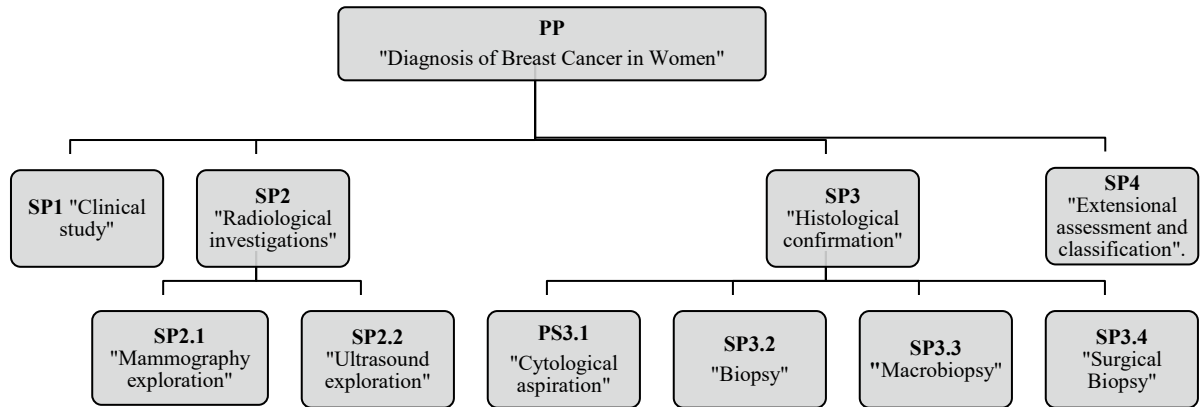 PP
"Diagnosis of Breast Cancer in Women"
SP1 "Clinical
study"
SP2
"Radiological
investigations"
SP3
"Histological
confirmation"
SP4
"Extensional
assessment and
classification".
SP2.1
"Mammography
exploration"
SP2.2
"Ultrasound
exploration"
PS3.1
"Cytological
aspiration"
SP3.2
"Biopsy"
SP3.3
"Macrobiopsy"
SP3.4
"Surgical
Biopsy"